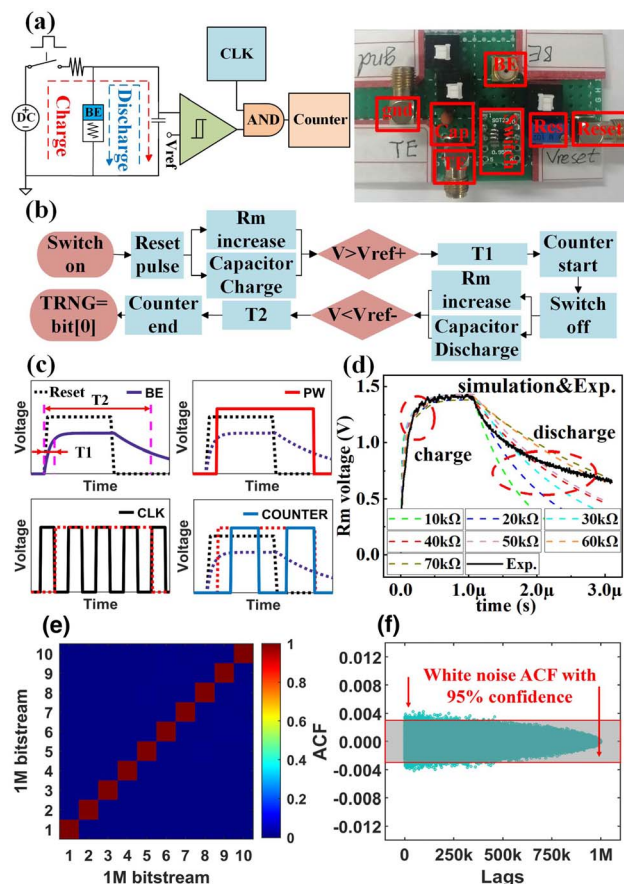 (a)
CLK
DC
Charge
BE
Discharge
Vref
AND
Counter
gnd
BE
gnd
BE
Cap
Switch
Res
Reset
TE
TE
Vreset
(b)
Switch on
Reset pulse
Rm increase
Capacitor Charge
V>Vref+
T1
Counter start
TRNG= bit[0]
Counter end
T2
V<Vref-
Rm increase
Capacitor Discharge
Switch off
(c)
Reset
BE
T2
T1
Voltage
Time
PW
Voltage
Time
CLK
Voltage
Time
COUNTER
Voltage
Time
(d)
simulation&Exp.
discharge
charge
Rm voltage (V)
1.5
1.0
0.5
0.0
10kΩ 20kΩ 30kΩ
40kΩ 50kΩ 60kΩ
70kΩ Exp.
0.0 1.0μ 2.0μ 3.0μ
time (s)
(e)
1M bitstream
10
9
8
7
6
5
4
3
2
1
1 2 3 4 5 6 7 8 9 10
1M bitstream
1
0.8
0.6
0.4
0.2
0
(f)
ACF
0.012
0.008
0.004
0.000
-0.004
-0.008
-0.012
White noise ACF with
95% confidence
0 250k 500k 750k 1M
Lags